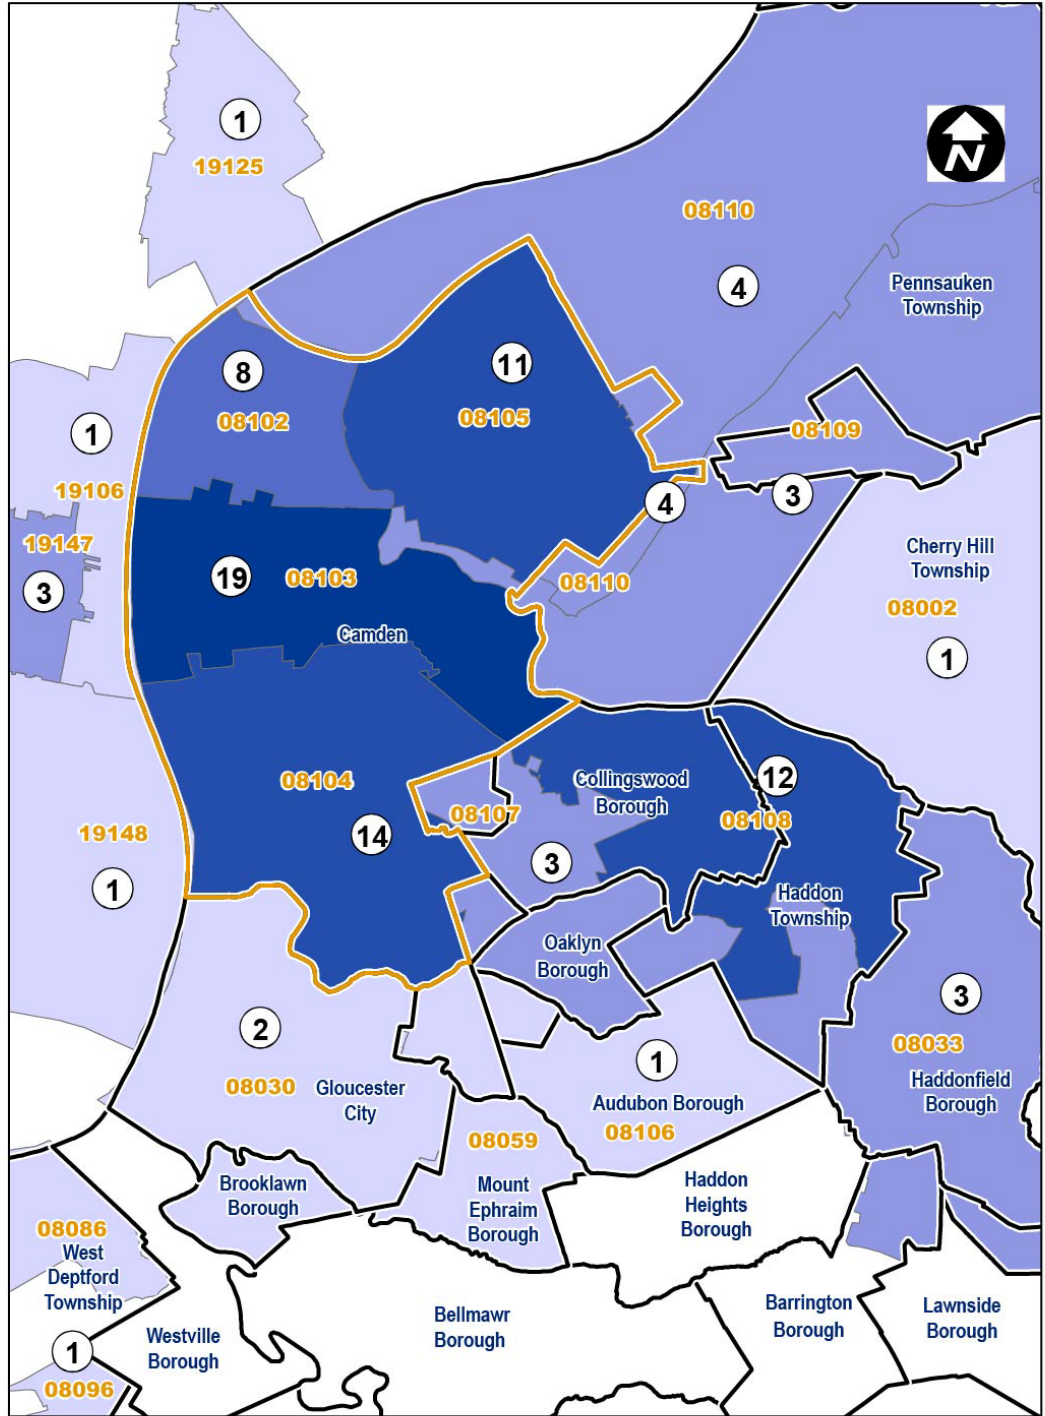 1
19125
N
08110
4
Pennsauken
Township
8
11
08102
08105
08109
1
19106
4
3
19147
3
19
08103
08110
Cherry Hill
Township
08002
Camden
1
08104
Collingswood
Borough
12
14
08107
08108
19148
1
3
Haddon
Township
Oaklyn
Borough
3
2
08033
08030
Gloucester
City
1
Haddonfield
Borough
Audubon Borough
08106
08059
Brooklawn
Borough
Mount
Ephraim
Borough
Haddon
Heights
Borough
08086
West
Deptford
Township
Bellmawr
Borough
Barrington
Borough
Lawnside
Borough
Westville
Borough
1
08096